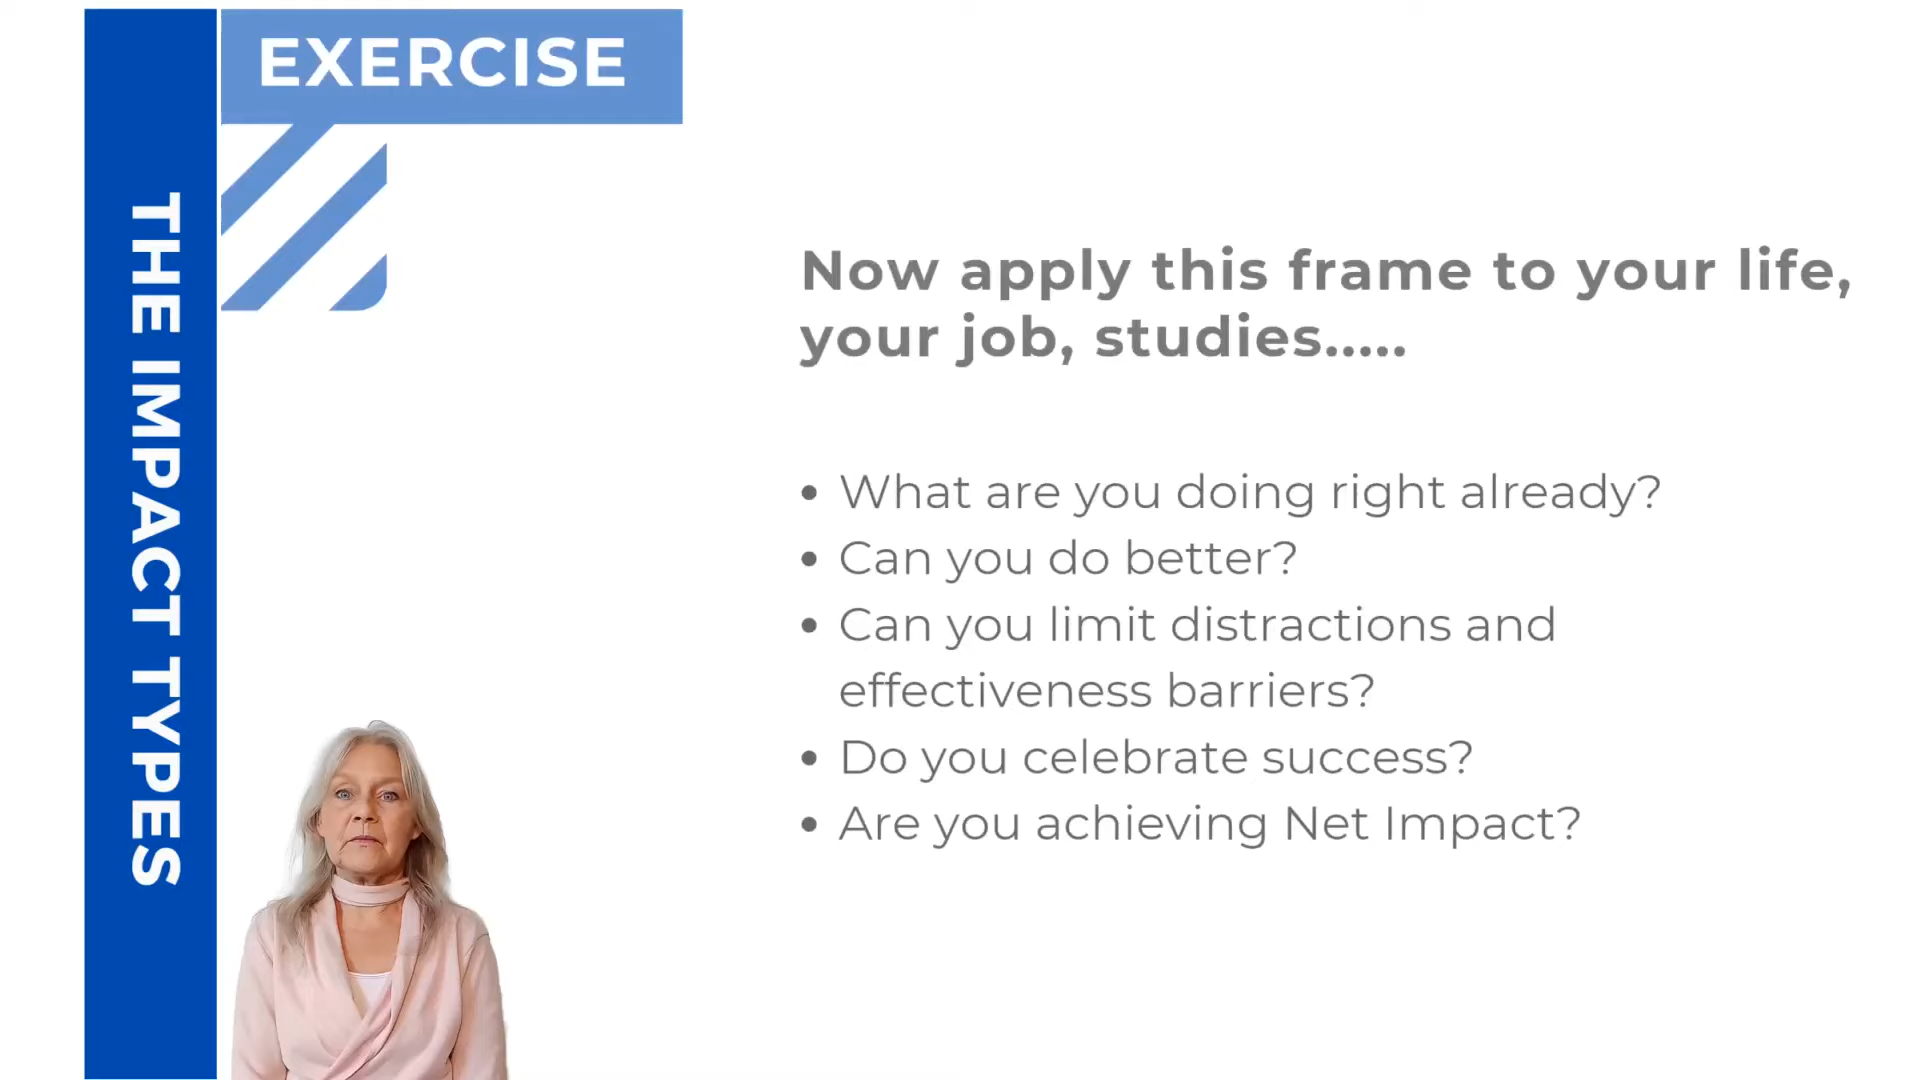 EXERCISE
THE IMPACT TYPES
Now apply this frame to your life,
your job, studies.....
• What are you doing right already?
• Can you do better?
• Can you limit distractions and
effectiveness barriers?
• Do you celebrate success?
• Are you achieving Net Impact?